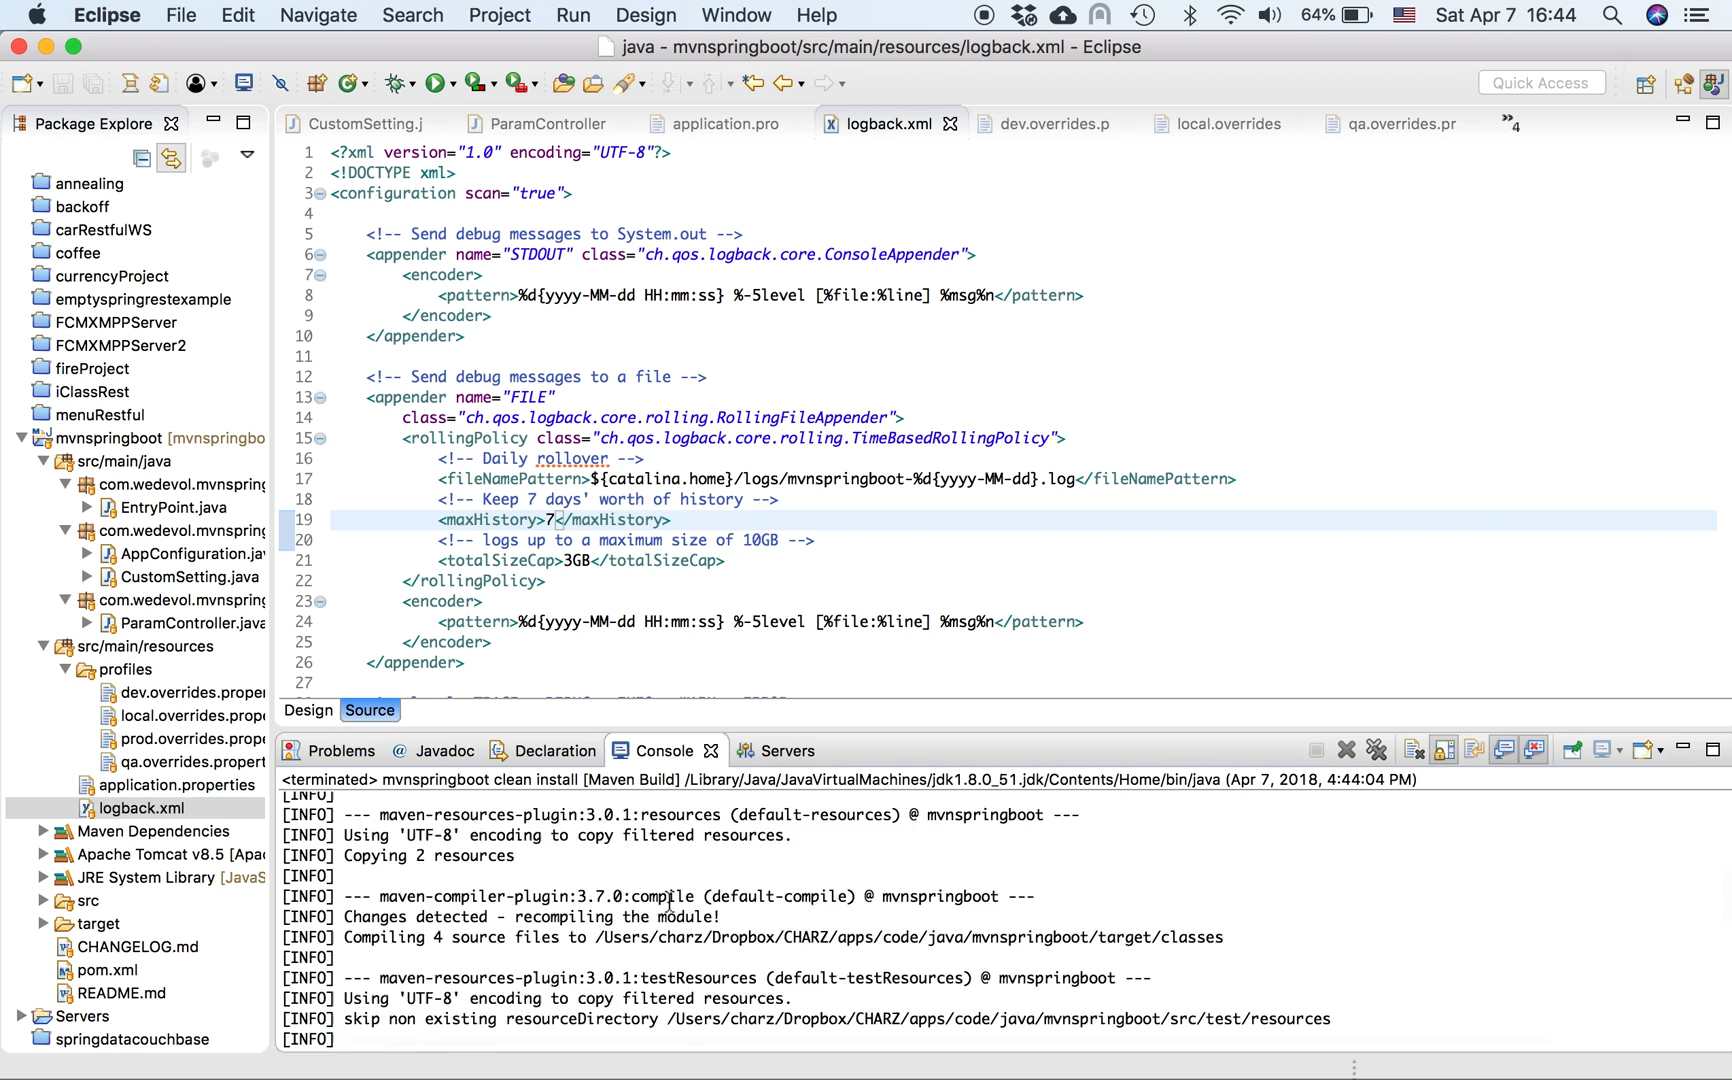 Eclipse File Edit Navigate Search Project Run Design Window Help 64% Sat Apr 7 16:44
java - mvnspringboot/src/main/resources/logback.xml - Eclipse
Quick Access
Package Explore
annealing
backoff
carRestfulWS
coffee
currencyProject
emptyspringrestexample
FCMXMPPServer
FCMXMPPServer2
fireProject
iClassRest
menuRestful
mvnspringboot [mvnspringbo
src/main/java
com.wedevol.mvnspring
EntryPoint.java
com.wedevol.mvnspring
AppConfiguration.jav
CustomSetting.java
com.wedevol.mvnspring
ParamController.java
src/main/resources
profiles
dev.overrides.proper
local.overrides.prope
prod.overrides.prope
qa.overrides.propert
application.properties
logback.xml
Maven Dependencies
Apache Tomcat v8.5 [Apac
JRE System Library [JavaS
src
target
CHANGELOG.md
pom.xml
README.md
Servers
springdatacouchbase
CustomSetting.j ParamController application.pro logback.xml dev.overrides.p local.overrides qa.overrides.pr »4
1 <?xml version="1.0" encoding="UTF-8"?>
2 <!DOCTYPE xml>
3 <configuration scan="true">
4
5 <!-- Send debug messages to System.out -->
6 <appender name="STDOUT" class="ch.qos.logback.core.ConsoleAppender">
7 <encoder>
8 <pattern>%d{yyyy-MM-dd HH:mm:ss} %-5level [%file:%line] %msg%n</pattern>
9 </encoder>
10 </appender>
11
12 <!-- Send debug messages to a file -->
13 <appender name="FILE"
14 class="ch.qos.logback.core.rolling.RollingFileAppender">
15 <rollingPolicy class="ch.qos.logback.core.rolling.TimeBasedRollingPolicy">
16 <!-- Daily rollover -->
17 <fileNamePattern>${catalina.home}/logs/mvnspringboot-%d{yyyy-MM-dd}.log</fileNamePattern>
18 <!-- Keep 7 days' worth of history -->
19 <maxHistory>7</maxHistory>
20 <!-- logs up to a maximum size of 10GB -->
21 <totalSizeCap>3GB</totalSizeCap>
22 </rollingPolicy>
23 <encoder>
24 <pattern>%d{yyyy-MM-dd HH:mm:ss} %-5level [%file:%line] %msg%n</pattern>
25 </encoder>
26 </appender>
27
Design Source
Problems @ Javadoc Declaration Console Servers
<terminated> mvnspringboot clean install [Maven Build] /Library/Java/JavaVirtualMachines/jdk1.8.0_51.jdk/Contents/Home/bin/java (Apr 7, 2018, 4:44:04 PM)
[INFO]
[INFO] --- maven-resources-plugin:3.0.1:resources (default-resources) @ mvnspringboot ---
[INFO] Using 'UTF-8' encoding to copy filtered resources.
[INFO] Copying 2 resources
[INFO]
[INFO] --- maven-compiler-plugin:3.7.0:compile (default-compile) @ mvnspringboot ---
[INFO] Changes detected - recompiling the module!
[INFO] Compiling 4 source files to /Users/charz/Dropbox/CHARZ/apps/code/java/mvnspringboot/target/classes
[INFO]
[INFO] --- maven-resources-plugin:3.0.1:testResources (default-testResources) @ mvnspringboot ---
[INFO] Using 'UTF-8' encoding to copy filtered resources.
[INFO] skip non existing resourceDirectory /Users/charz/Dropbox/CHARZ/apps/code/java/mvnspringboot/src/test/resources
[INFO]